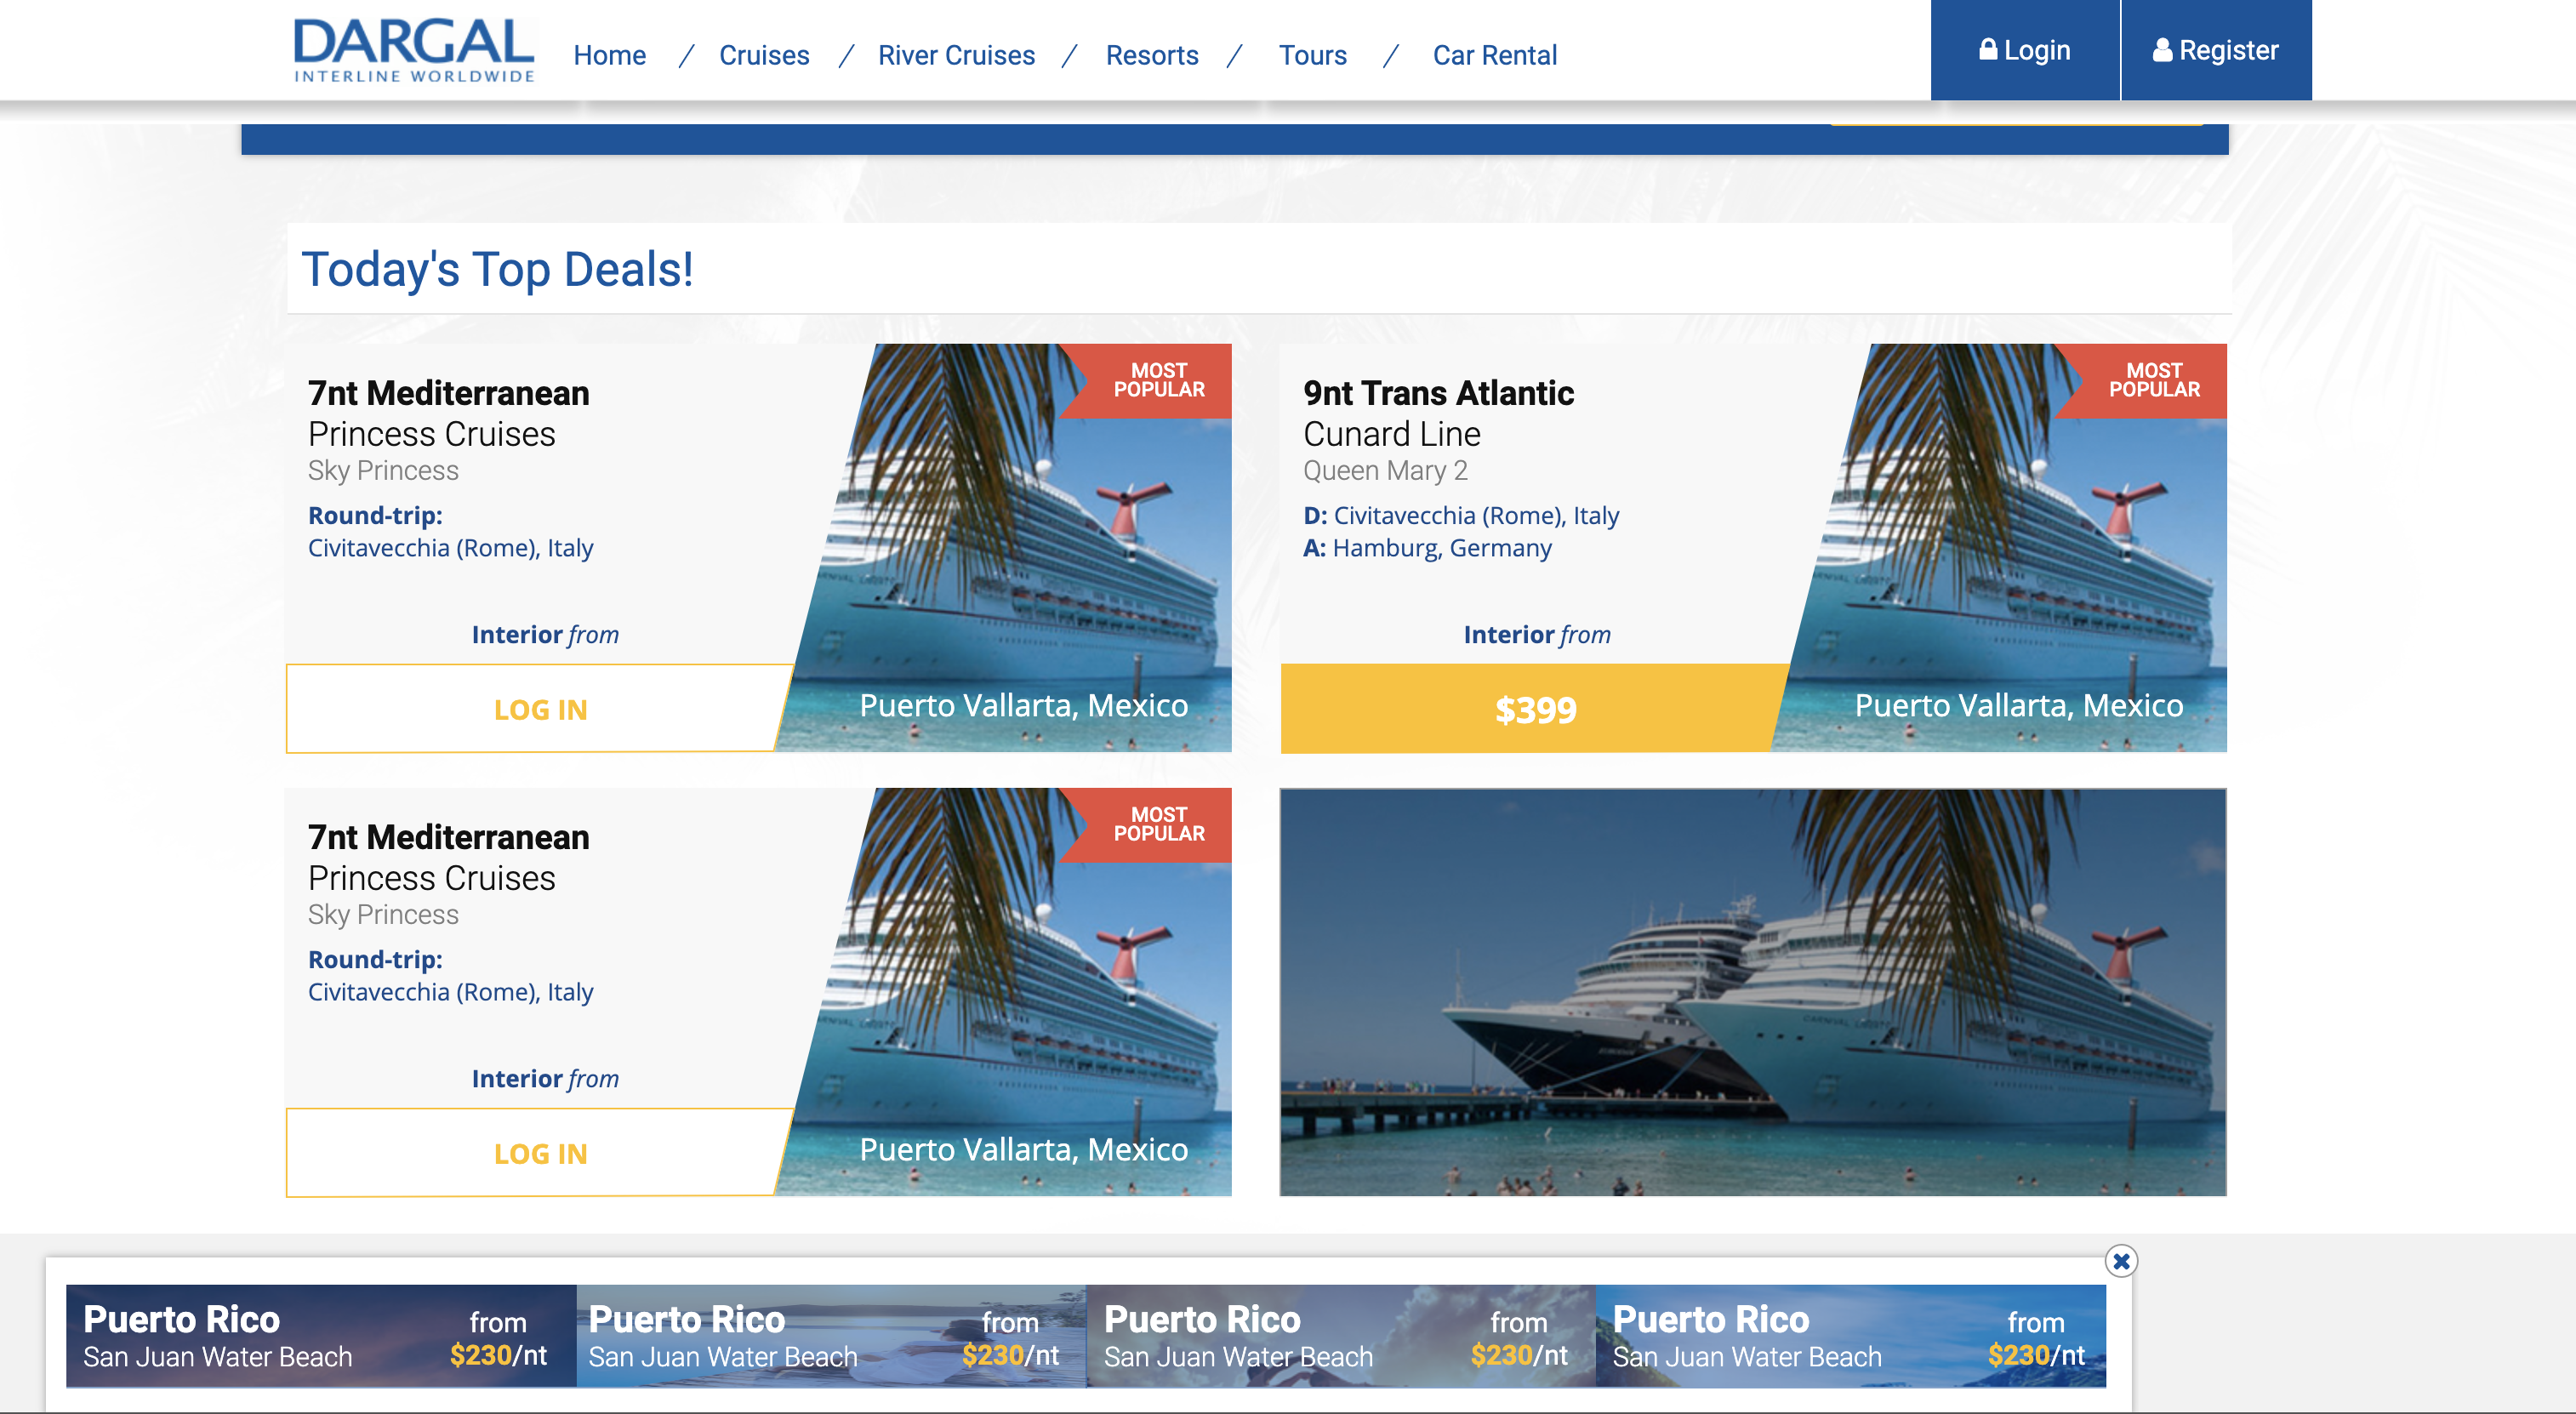 DARGAL
INTERLINE WORLDWIDE
Home / Cruises / River Cruises / Resorts / Tours / Car Rental
Login
Register
Today's Top Deals!
7nt Mediterranean
Princess Cruises
Sky Princess
Round-trip:
Civitavecchia (Rome), Italy
Interior from
LOG IN
MOST
POPULAR
Puerto Vallarta, Mexico
9nt Trans Atlantic
Cunard Line
Queen Mary 2
D: Civitavecchia (Rome), Italy
A: Hamburg, Germany
Interior from
$399
MOST
POPULAR
Puerto Vallarta, Mexico
7nt Mediterranean
Princess Cruises
Sky Princess
Round-trip:
Civitavecchia (Rome), Italy
Interior from
LOG IN
MOST
POPULAR
Puerto Vallarta, Mexico
Puerto Rico
San Juan Water Beach
from
$230/nt
Puerto Rico
San Juan Water Beach
from
$230/nt
Puerto Rico
San Juan Water Beach
from
$230/nt
Puerto Rico
San Juan Water Beach
from
$230/nt